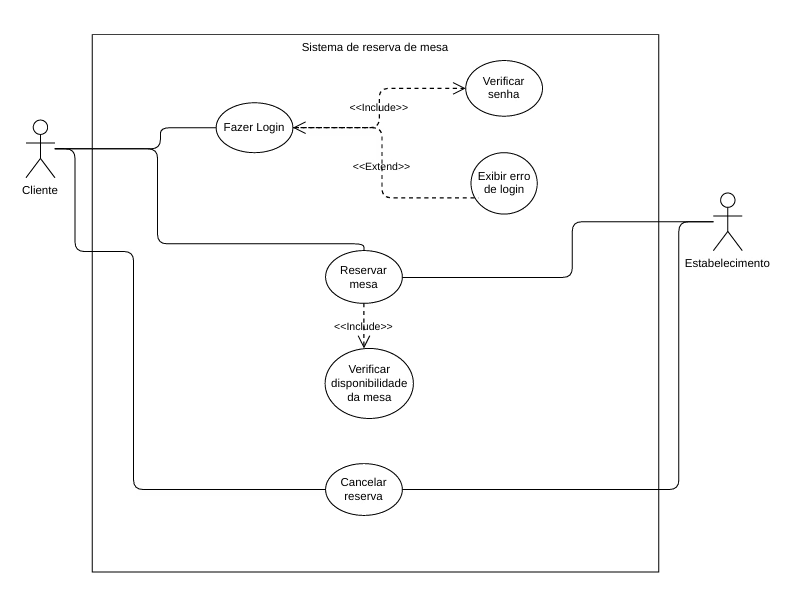 Sistema de reserva de mesa
Verificar
senha
<<Include>>
Fazer Login
<<Extend>>
Exibir erro
de login
Cliente
Estabelecimento
Reservar
mesa
<<Include>>
Verificar
disponibilidade
da mesa
Cancelar
reserva